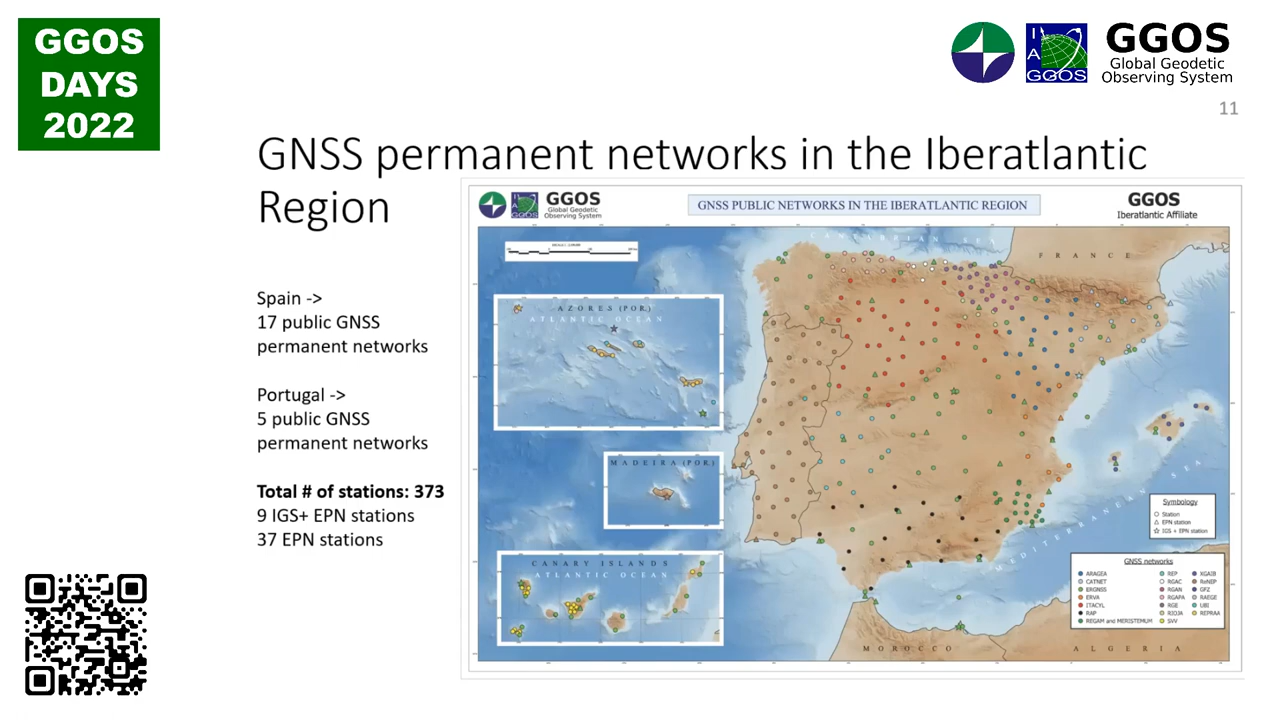 GGOS
DAYS
2022
I
A
GGOS
GGOS
Global Geodetic
Observing System
11
GNSS permanent networks in the Iberatlantic
Region
Spain ->
17 public GNSS
permanent networks
Portugal ->
5 public GNSS
permanent networks
Total # of stations: 373
9 IGS+ EPN stations
37 EPN stations
GGOS
Global Geodetic
Observing System
GNSS PUBLIC NETWORKS IN THE IBERATLANTIC REGION
GGOS
Iberatlantic Affiliate
CANTABRIAN SEA
FRANCE
AZORES (POR)
ATLANTIC OCEAN
MADEIRA (POR)
CANARY ISLANDS
ATLANTIC OCEAN
MEDITERRANEAN SEA
MOROCCO
ALGERIA
Symbology
Station
EPN station
IGS + EPN station
GNSS networks
ARAGEA
CATNET
ERGNSS
ERVA
ITACYL
RAP
REGAM and MERISTEMUM
REP
RGAC
RGAN
RGAPA
RGE
RIOJA
SVV
XGAIB
ReNEP
GFZ
RAEGE
UBI
REPRAA